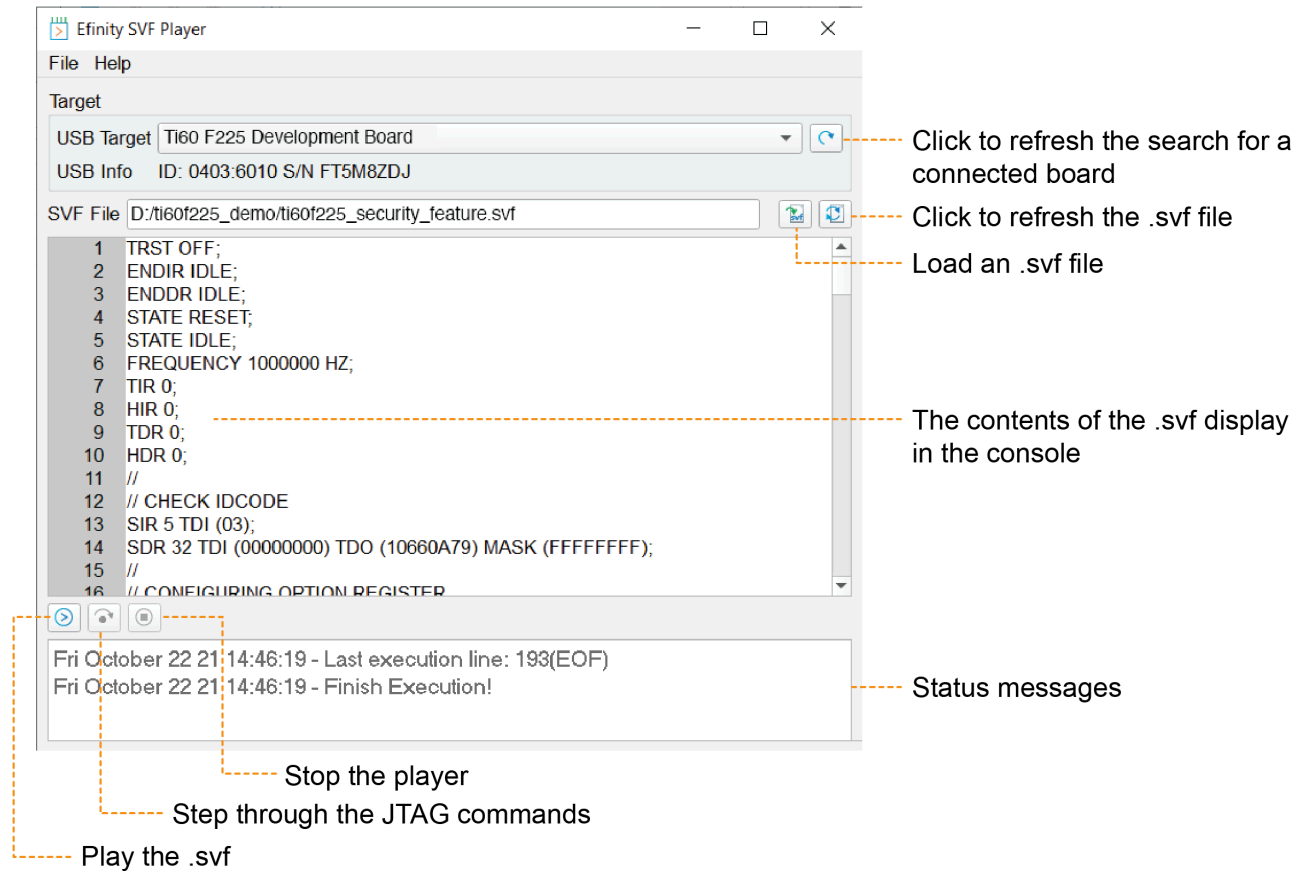 Efinity SVF Player
File Help
Target
USB Target Ti60 F225 Development Board
USB Info ID: 0403:6010 S/N FT5M8ZDJ
Click to refresh the search for a
connected board
SVF File D:/ti60f225_demo/ti60f225_security_feature.svf
Click to refresh the .svf file
Load an .svf file
1 TRST OFF;
2 ENDIR IDLE;
3 ENDDR IDLE;
4 STATE RESET;
5 STATE IDLE;
6 FREQUENCY 1000000 HZ;
7 TIR 0;
8 HIR 0;
9 TDR 0;
10 HDR 0;
11 //
12 // CHECK IDCODE
13 SIR 5 TDI (03);
14 SDR 32 TDI (00000000) TDO (10660A79) MASK (FFFFFFFF);
15 //
16 // CONFIGURING OPTION REGISTER
The contents of the .svf display
in the console
Fri October 22 21 14:46:19 - Last execution line: 193(EOF)
Fri October 22 21 14:46:19 - Finish Execution!
Status messages
Stop the player
Step through the JTAG commands
Play the .svf